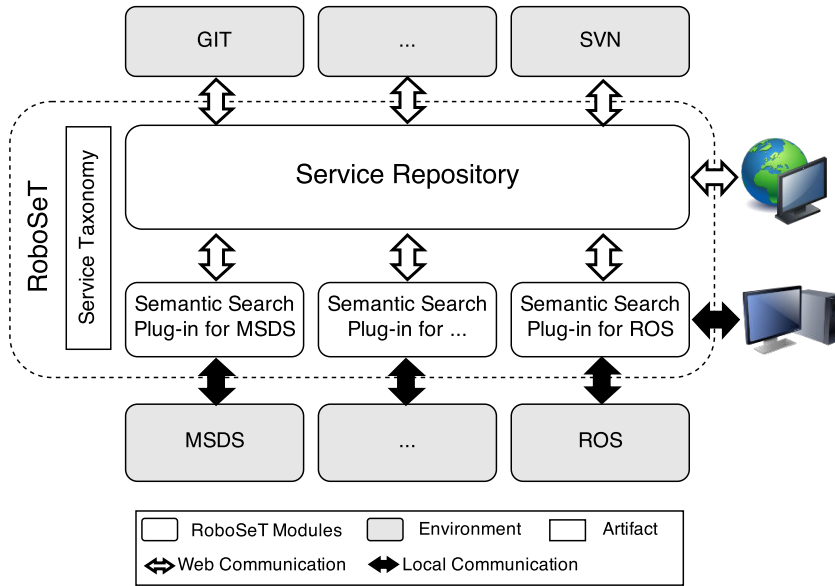 GIT
...
SVN
RoboSeT
Service Taxonomy
Service Repository
Semantic Search
Plug-in for MSDS
Semantic Search
Plug-in for ...
Semantic Search
Plug-in for ROS
MSDS
...
ROS
RoboSeT Modules
Environment
Artifact
Web Communication
Local Communication